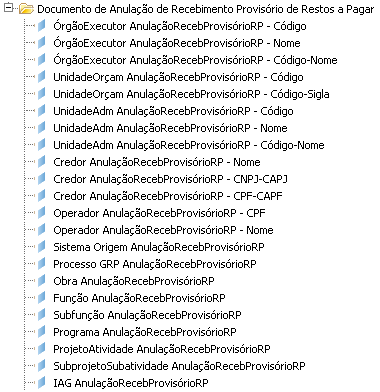 Documento de Anulação de Recebimento Provisório de Restos a Pagar
ÓrgãoExecutor AnulaçãoRecebProvisórioRP - Código
ÓrgãoExecutor AnulaçãoRecebProvisórioRP - Nome
ÓrgãoExecutor AnulaçãoRecebProvisórioRP - Código-Nome
UnidadeOrçam AnulaçãoRecebProvisórioRP - Código
UnidadeOrçam AnulaçãoRecebProvisórioRP - Código-Sigla
UnidadeAdm AnulaçãoRecebProvisórioRP - Código
UnidadeAdm AnulaçãoRecebProvisórioRP - Nome
UnidadeAdm AnulaçãoRecebProvisórioRP - Código-Nome
Credor AnulaçãoRecebProvisórioRP - Nome
Credor AnulaçãoRecebProvisórioRP - CNPJ-CAPJ
Credor AnulaçãoRecebProvisórioRP - CPF-CAPF
Operador AnulaçãoRecebProvisórioRP - CPF
Operador AnulaçãoRecebProvisórioRP - Nome
Sistema Origem AnulaçãoRecebProvisórioRP
Processo GRP AnulaçãoRecebProvisórioRP
Obra AnulaçãoRecebProvisórioRP
Função AnulaçãoRecebProvisórioRP
Subfunção AnulaçãoRecebProvisórioRP
Programa AnulaçãoRecebProvisórioRP
ProjetoAtividade AnulaçãoRecebProvisórioRP
SubprojetoSubatividade AnulaçãoRecebProvisórioRP
IAG AnulaçãoRecebProvisórioRP